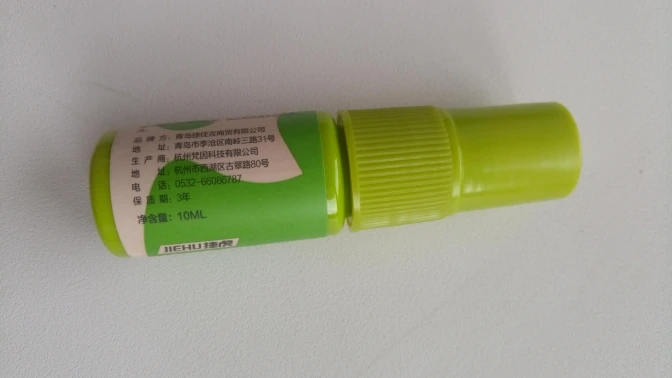 品牌方：青岛捷优吉商贸有限公司
地址：青岛市李沧区南岭三路31号
生产商：杭州梵因科技有限公司
地址：杭州市西湖区古翠路80号
电话：0532-66086787
保质期：3年
净含量：10ML
JIEHU捷虎